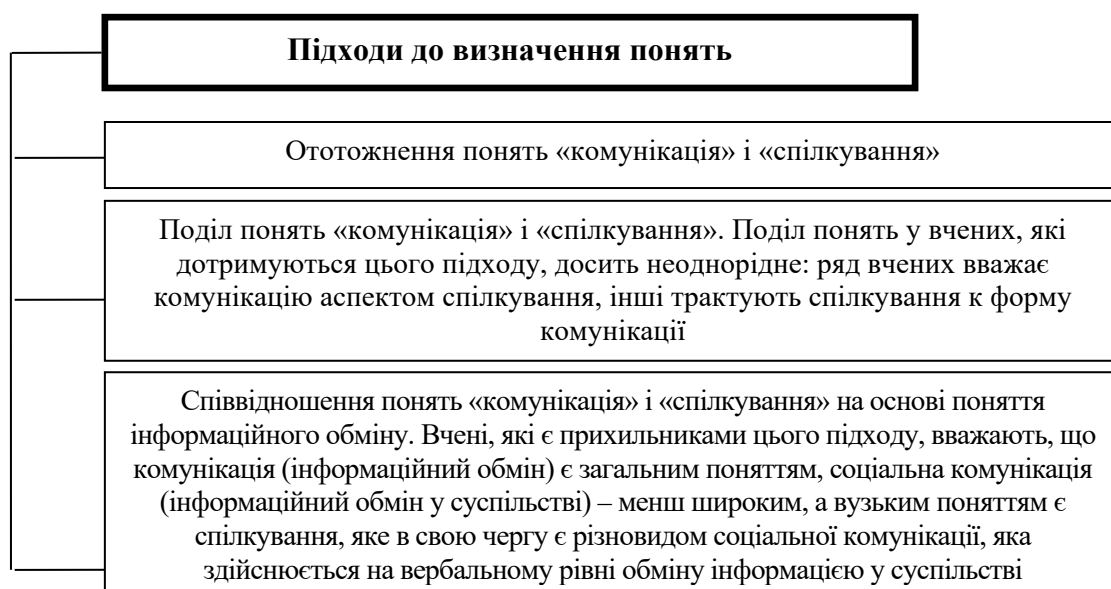 Підходи до визначення понять
Ототожнення понять «комунікація» і «спілкування»
Поділ понять «комунікація» і «спілкування». Поділ понять у вчених, які
дотримуються цього підходу, досить неоднорідне: ряд вчених вважає
комунікацію аспектом спілкування, інші трактують спілкування к форму
комунікації
Співвідношення понять «комунікація» і «спілкування» на основі поняття
інформаційного обміну. Вчені, які є прихильниками цього підходу, вважають, що
комунікація (інформаційний обмін) є загальним поняттям, соціальна комунікація
(інформаційний обмін у суспільстві) – менш широким, а вузьким поняттям є
спілкування, яке в свою чергу є різновидом соціальної комунікації, яка
здійснюється на вербальному рівні обміну інформацією у суспільстві